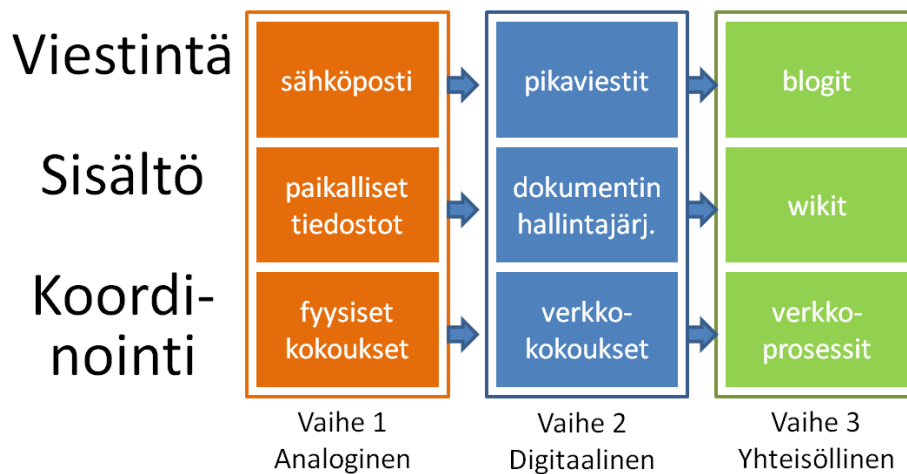 Viestintä
sähköposti
pikaviestit
blogit
Sisältö
paikalliset
tiedostot
dokumentin
hallintajärj.
wikit
Koordi-
nointi
fyysiset
kokoukset
verkko-
kokoukset
verkko-
prosessit
Vaihe 1
Analoginen
Vaihe 2
Digitaalinen
Vaihe 3
Yhteisöllinen